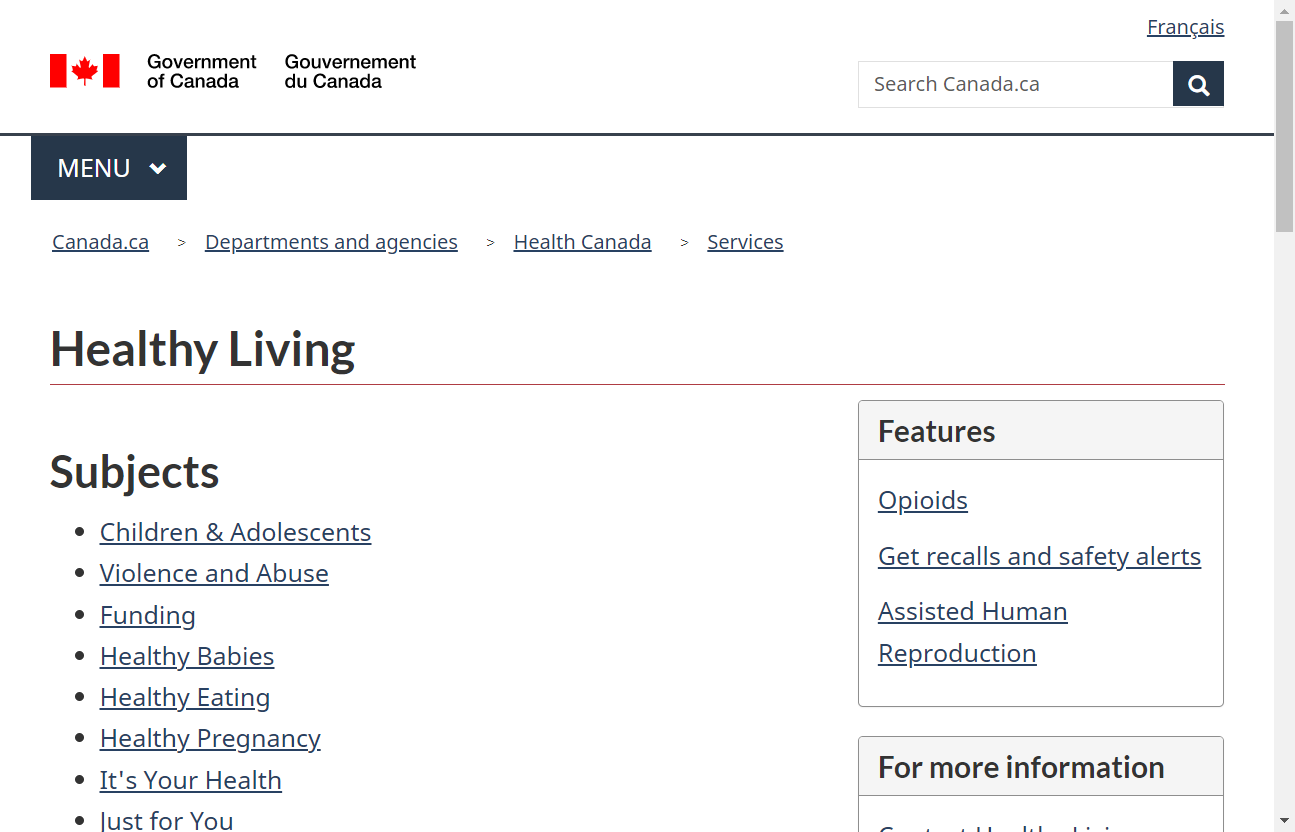 Français
Government of Canada
Gouvernement du Canada
Search Canada.ca
MENU
Canada.ca > Departments and agencies > Health Canada > Services
Healthy Living
Subjects
Children & Adolescents
Violence and Abuse
Funding
Healthy Babies
Healthy Eating
Healthy Pregnancy
It's Your Health
Just for You
Features
Opioids
Get recalls and safety alerts
Assisted Human
Reproduction
For more information